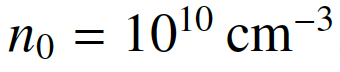 n₀ = 10¹⁰ cm⁻³